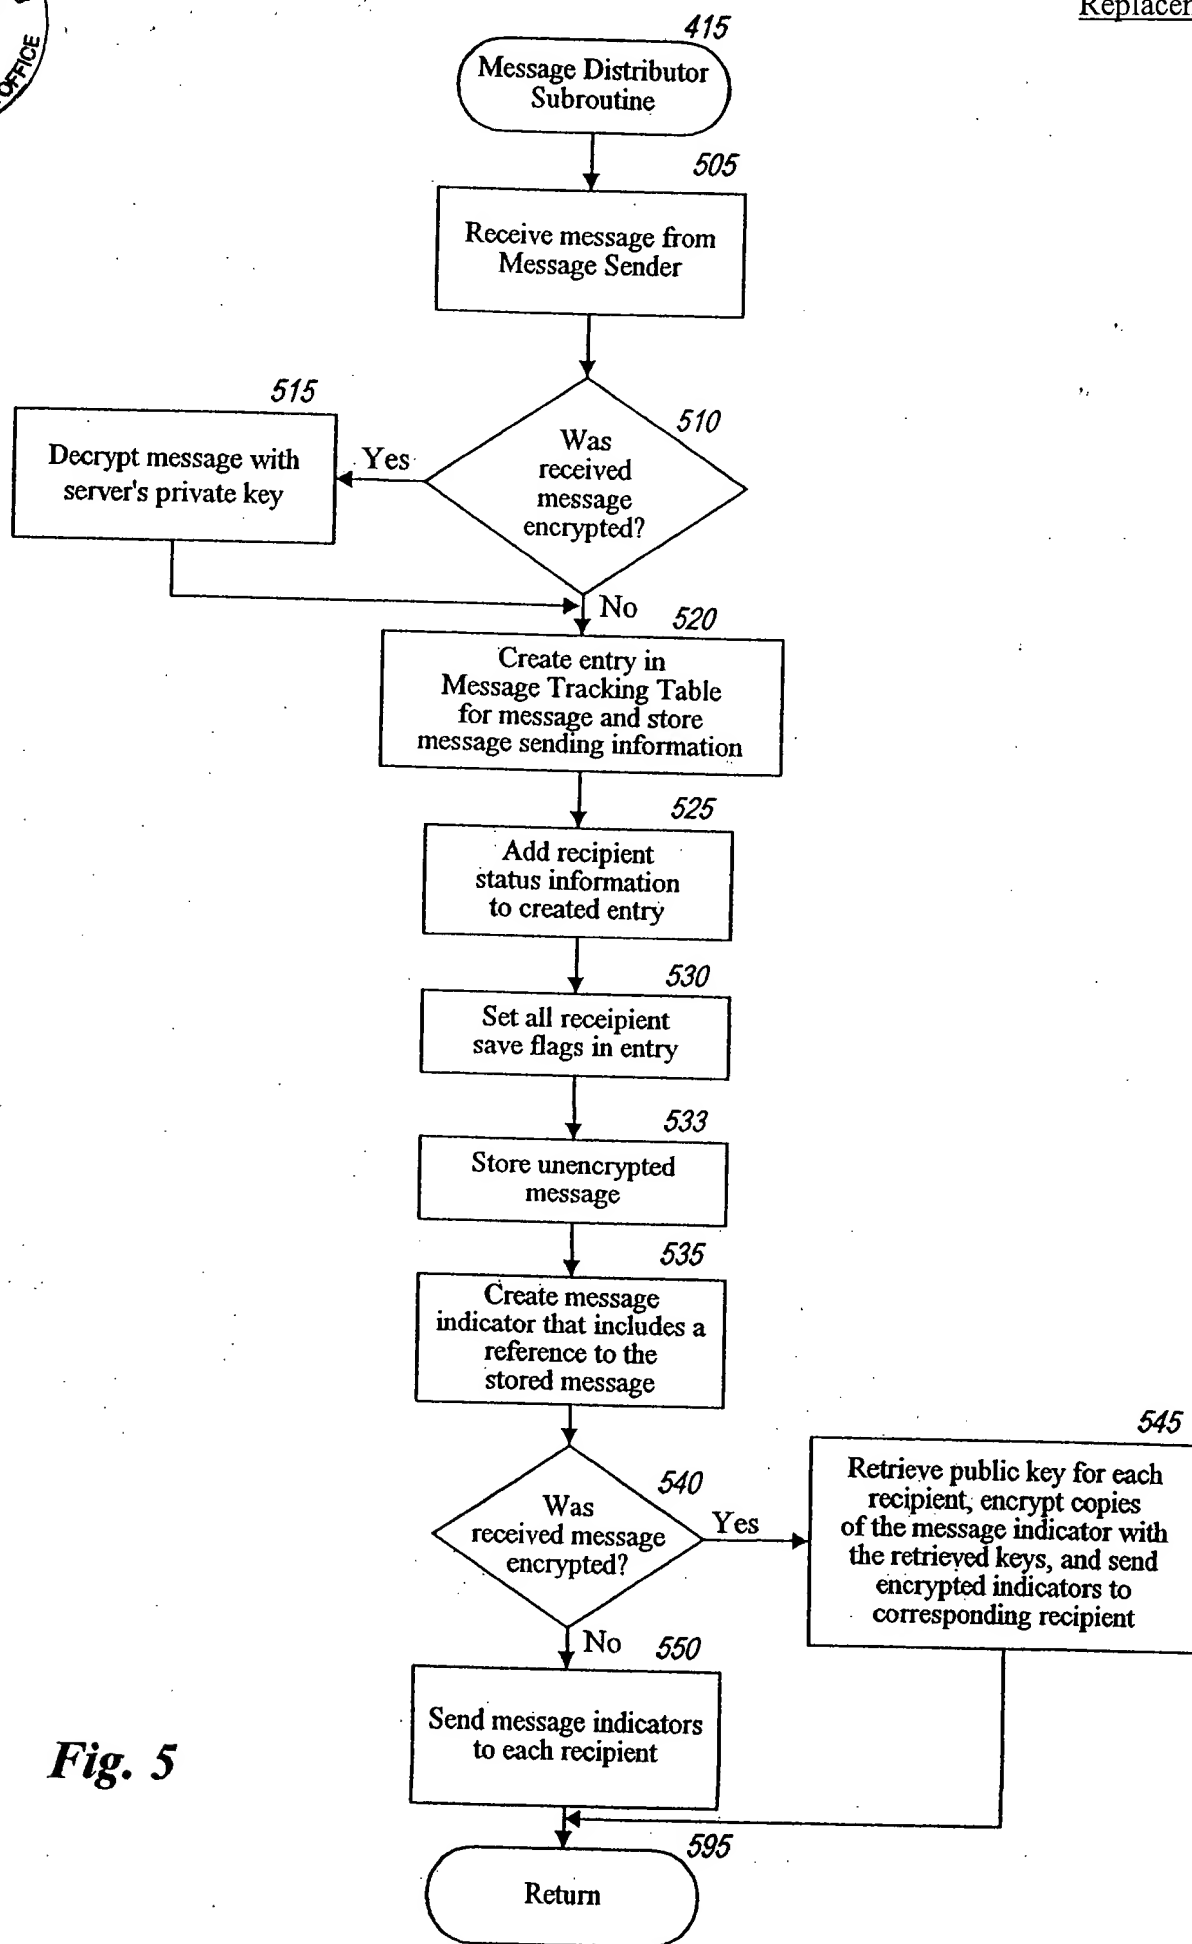 Replacem
OFFICE
415
Message Distributor
Subroutine
505
Receive message from
Message Sender
515
Decrypt message with
server's private key
Yes
510
Was
received
message
encrypted?
No
520
Create entry in
Message Tracking Table
for message and store
message sending information
525
Add recipient
status information
to created entry
530
Set all receipient
save flags in entry
533
Store unencrypted
message
535
Create message
indicator that includes a
reference to the
stored message
540
Was
received message
encrypted?
Yes
545
Retrieve public key for each
recipient, encrypt copies
of the message indicator with
the retrieved keys, and send
encrypted indicators to
corresponding recipient
No
550
Send message indicators
to each recipient
Fig. 5
595
Return